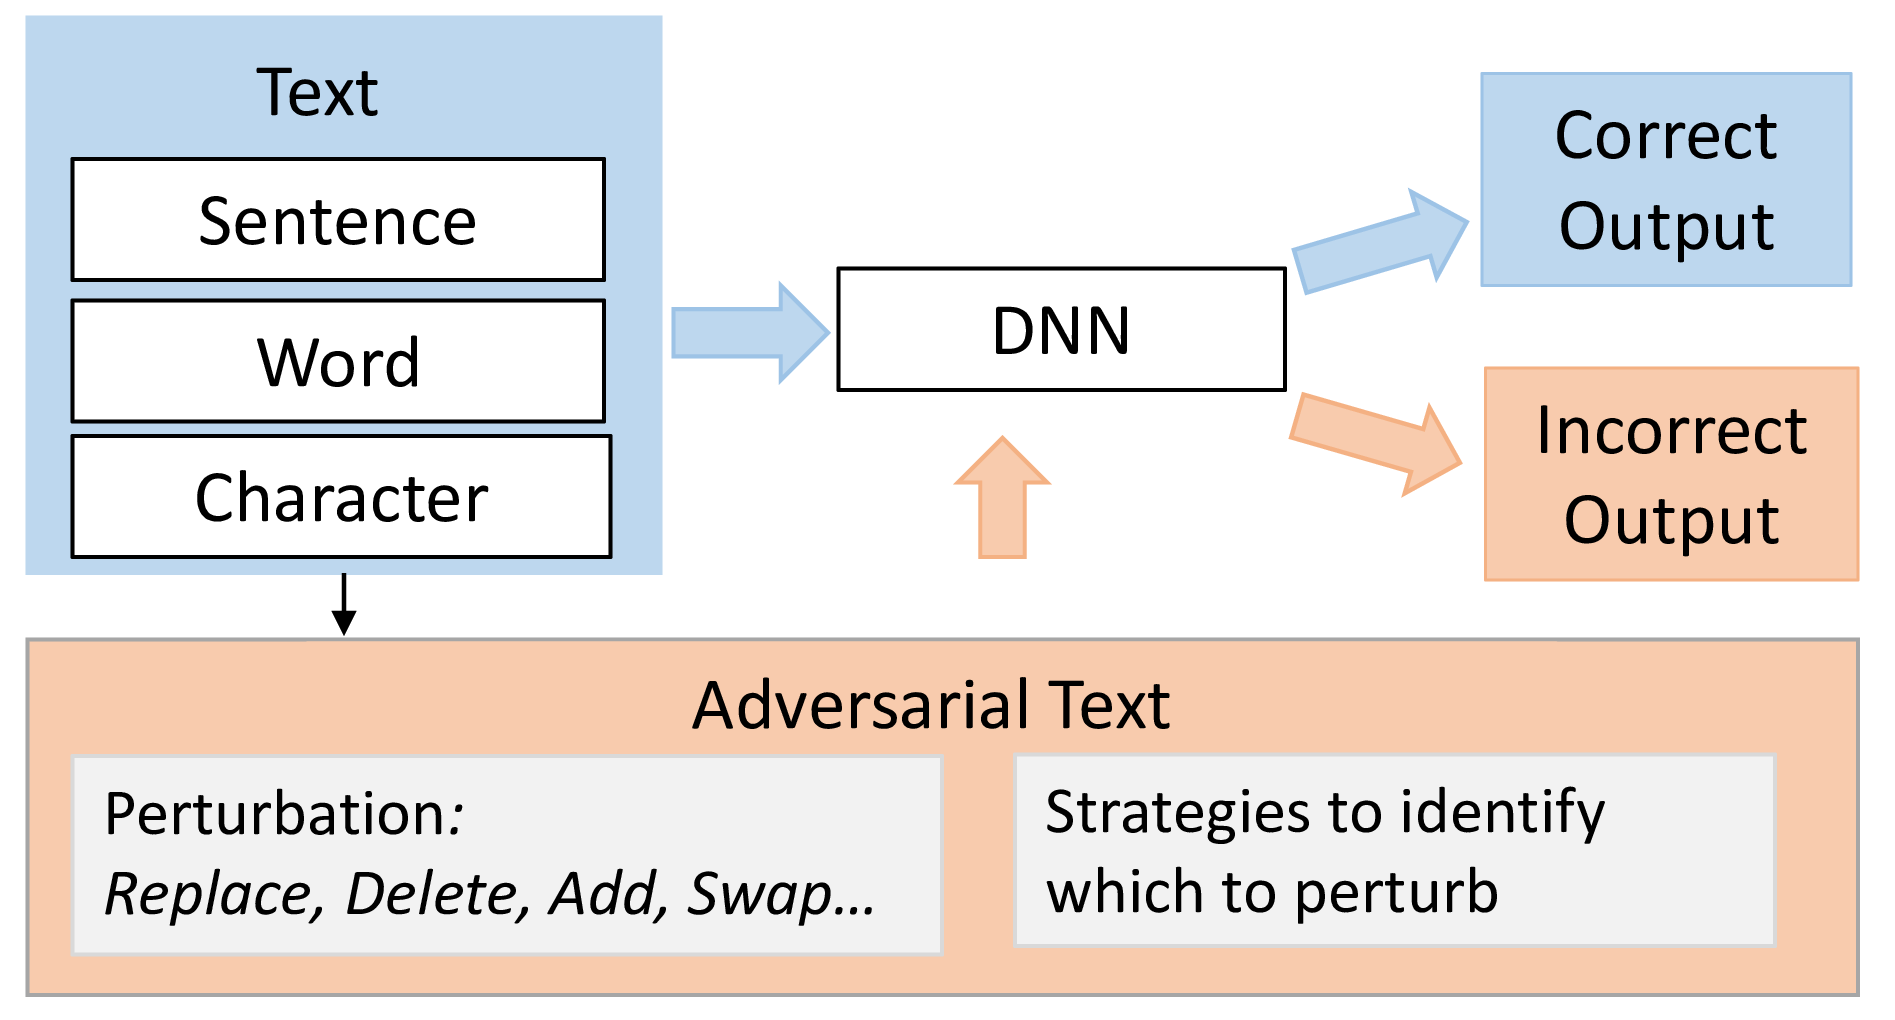 Text
Sentence
Word
Character
DNN
Correct
Output
Incorrect
Output
Adversarial Text
Perturbation:
Replace, Delete, Add, Swap...
Strategies to identify
which to perturb